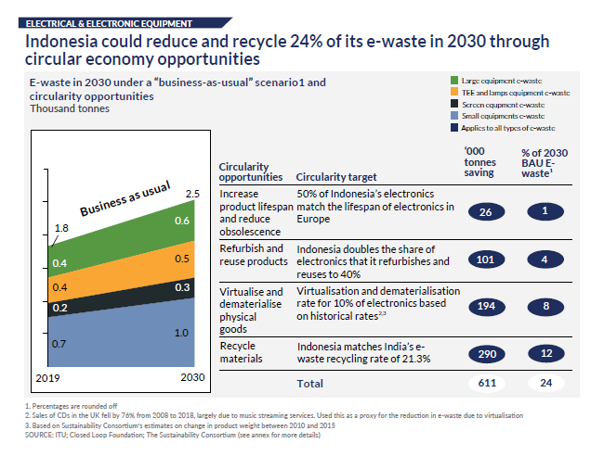 ELECTRICAL & ELECTRONIC EQUIPMENT
Indonesia could reduce and recycle 24% of its e-waste in 2030 through
circular economy opportunities
E-waste in 2030 under a "business-as-usual" scenario1 and
circularity opportunities
Thousand tonnes
Large equipment e-waste
TEE and lamps equipment e-waste
Screen equpment e-waste
Small equipments e-waste
Applies to all types of e-waste
Business as usual
1.8
2.5
0.4
0.6
0.4
0.5
0.2
0.3
0.7
1.0
2019
2030
Circularity
opportunities
Circularity target
'000
tonnes
saving
% of 2030
BAU E-
waste¹
Increase
product lifespan
and reduce
obsolescence
50% of Indonesia's electronics
match the lifespan of electronics in
Europe
26
1
Refurbish and
reuse products
Indonesia doubles the share of
electronics that it refurbishes and
reuses to 40%
101
4
Virtualise and
dematerialise
physical
goods
Virtualisation and dematerialisation
rate for 10% of electronics based
on historical rates²,³
194
8
Recycle
materials
Indonesia matches India's e-
waste recycling rate of 21.3%
290
12
Total
611
24
1. Percentages are rounded off
2. Sales of CDs in the UK fell by 76% from 2008 to 2018, largely due to music streaming services. Used this as a proxy for the reduction in e-waste due to virtualisation
3. Based on Sustainability Consortium's estimates on change in product weight between 2010 and 2015
SOURCE: ITU; Closed Loop Foundation; The Sustainability Consortium (see annex for more details)